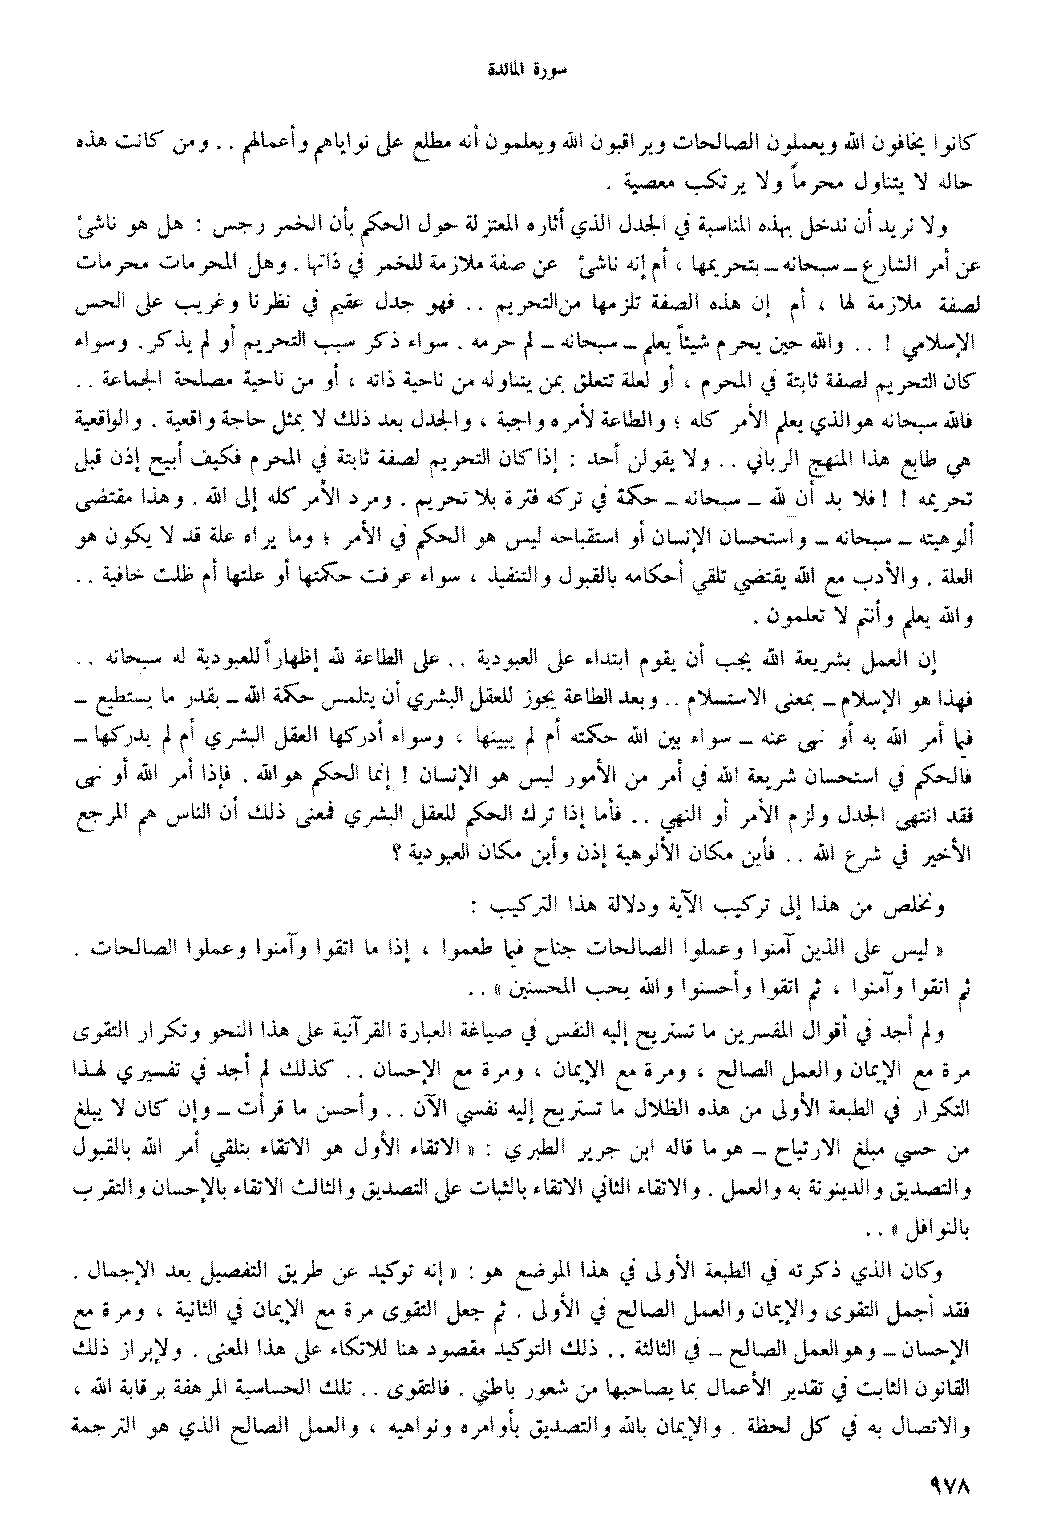 سورة المائدة
كانوا يخافون الله ويعملون الصالحات ويراقبون الله ويعلمون أنه مطلع على نواياهم وأعمالهم .. ومن كانت هذه
حاله لا يتناول محرماً ولا يرتكب معصية .
ولا نريد أن ندخل بهذه المناسبة في الجدل الذي أثاره المعتزلة حول الحكم بأن الخمر رجس : هل هو ناشئ
عن أمر الشارع – سبحانه – بتحريمها ، أم إنه ناشئ عن صفة ملازمة للخمر في ذاتها . وهل المحرمات محرمات
لصفة ملازمة لها ، أم إن هذه الصفة تلزمها من التحريم .. فهو جدل عقيم في نظرنا وغريب على الحس
الإسلامي ! .. والله حين يحرم شيئاً يعلم – سبحانه – لم حرمه . سواء ذكر سبب التحريم أو لم يذكر . وسواء
كان التحريم لصفة ثابتة في المحرم ، أو لعلة تتعلق بمن يتناوله من ناحية ذاته ، أو من ناحية مصلحة الجماعة ..
فالله سبحانه هو الذي يعلم الأمر كله ؛ والطاعة لأمره واجبة ، والجدل بعد ذلك لا يمثل حاجة واقعية . والواقعية
هي طابع هذا المنهج الرباني .. ولا يقولن أحد : إذا كان التحريم لصفة ثابتة في المحرم فكيف أبيح إذن قبل
تحريمه ! ! فلا بد أن لله – سبحانه – حكمة في تركه فترة بلا تحريم . ومرد الأمر كله إلى الله . وهذا مقتضى
ألوهيته – سبحانه – واستحسان الإنسان أو استقباحه ليس هو الحكم في الأمر ؛ وما يراه علة قد لا يكون هو
العلة . والأدب مع الله يقتضي تلقي أحكامه بالقبول والتنفيذ ، سواء عرفت حكمتها أو علتها أم ظلت خافية ..
والله يعلم وأنتم لا تعلمون .
إن العمل بشريعة الله يجب أن يقوم ابتداء على العبودية .. على الطاعة لله إظهاراً للعبودية له سبحانه ..
فهذا هو الإسلام – بمعنى الاستسلام .. وبعد الطاعة يجوز للعقل البشري أن يتلمس حكمة الله – بقدر ما يستطيع –
فيما أمر الله به أو نهى عنه – سواء بين الله حكمته أم لم يبينها ، وسواء أدركها العقل البشري أم لم يدركها –
فالحكم في استحسان شريعة الله في أمر من الأمور ليس هو الإنسان ! إنما الحكم هو الله . فإذا أمر الله أو نهى
فقد انتهى الجدل ولزم الأمر أو النهي .. فأما إذا ترك الحكم للعقل البشري فمعنى ذلك أن الناس هم المرجع
الأخير في شرع الله .. فأين مكان الألوهية إذن وأين مكان العبودية ؟
ونخلص من هذا إلى تركيب الآية ودلالة هذا التركيب :
« ليس على الذين آمنوا وعملوا الصالحات جناح فيما طعموا ، إذا ما اتقوا وآمنوا وعملوا الصالحات .
ثم اتقوا وآمنوا ، ثم اتقوا وأحسنوا والله يحب المحسنين » ..
ولم أجد في أقوال المفسرين ما تستريح إليه النفس في صياغة العبارة القرآنية على هذا النحو وتكرار التقوى
مرة مع الإيمان والعمل الصالح ، ومرة مع الإيمان ، ومرة مع الإحسان .. كذلك لم أجد في تفسيري لهذا
التكرار في الطبعة الأولى من هذه الظلال ما تستريح إليه نفسي الآن .. وأحسن ما قرأت – وإن كان لا يبلغ
من حسي مبلغ الارتياح – هو ما قاله ابن جرير الطبري : « الاتقاء الأول هو الاتقاء بتلقي أمر الله بالقبول
والتصديق والدينونة به والعمل . والاتقاء الثاني الاتقاء بالثبات على التصديق والثالث الاتقاء بالإحسان والتقرب
بالنوافل » ..
وكان الذي ذكرته في الطبعة الأولى في هذا الموضع هو : « إنه توكيد عن طريق التفصيل بعد الإجمال .
فقد أجمل التقوى والإيمان والعمل الصالح في الأولى . ثم جعل التقوى مرة مع الإيمان في الثانية ، ومرة مع
الإحسان – وهو العمل الصالح – في الثالثة .. ذلك التوكيد مقصود هنا للاتكاء على هذا المعنى . ولإبراز ذلك
القانون الثابت في تقدير الأعمال بما يصاحبها من شعور باطني . فالتقوى .. تلك الحساسية المرهفة برقابة الله ،
والاتصال به في كل لحظة . والإيمان بالله والتصديق بأوامره ونواهيه ، والعمل الصالح الذي هو الترجمة
٩٧٨